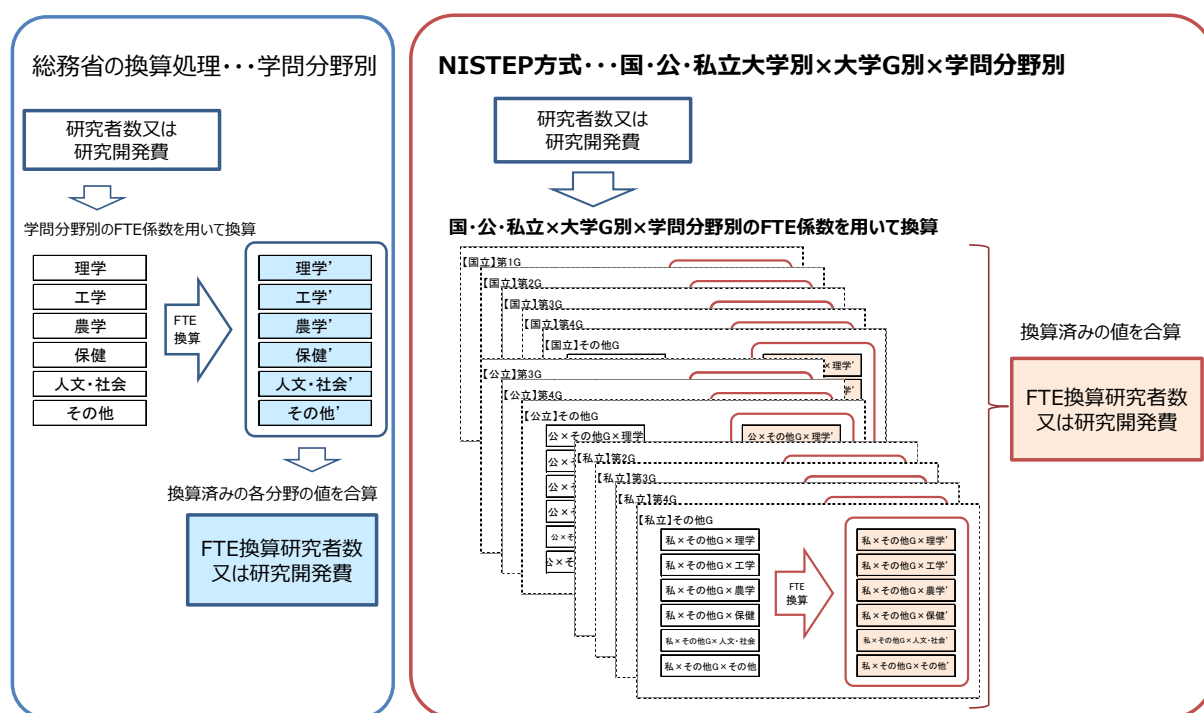 総務省の換算処理・・・学問分野別
研究者数又は
研究開発費
学問分野別のFTE係数を用いて換算
理学
工学
農学
保健
人文・社会
その他
FTE
換算
理学’
工学’
農学’
保健’
人文・社会’
その他’
換算済みの各分野の値を合算
FTE換算研究者数
又は研究開発費
NISTEP方式・・・国・公・私立大学別×大学G別×学問分野別
研究者数又は
研究開発費
国・公・私立×大学G別×学問分野別のFTE係数を用いて換算
【国立】第1G
【国立】第2G
【国立】第3G
【国立】第4G
【国立】その他G
×理学’
学’
【公立】第3G
【公立】第4G
【公立】その他G
公×その他G×理学
公×そ
公×そ
公×そ
公×そ
公×そ
公×その他G×理学’
【私立】第2G
【私立】第3G
【私立】第4G
【私立】その他G
私×その他G×理学
私×その他G×工学
私×その他G×農学
私×その他G×保健
私×その他G×人文・社会
私×その他G×その他
FTE
換算
私×その他G×理学’
私×その他G×工学’
私×その他G×農学’
私×その他G×保健’
私×その他G×人文・社会’
私×その他G×その他’
換算済みの値を合算
FTE換算研究者数
又は研究開発費